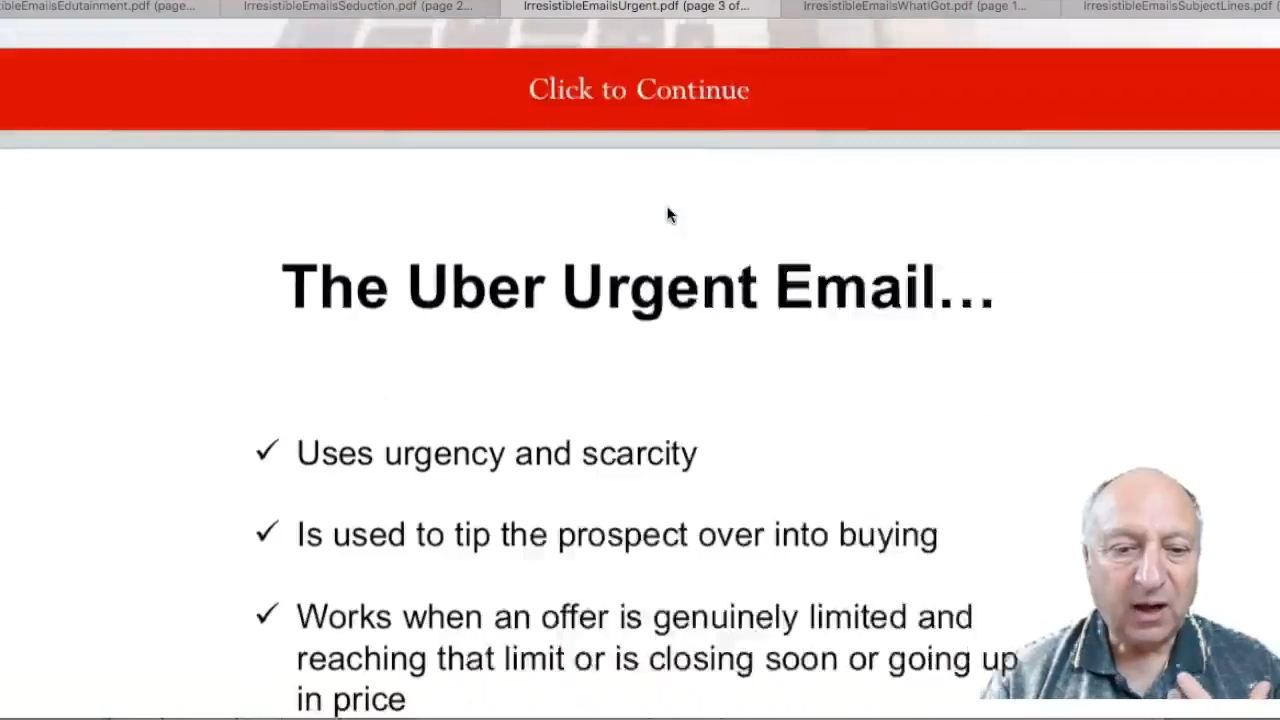 tibleEmailsEdutainment.pdf (page...
IrresistibleEmailsSeduction.pdf (page 2...
IrresistibleEmailsUrgent.pdf (page 3 of...
IrresistibleEmailsWhatIGot.pdf (page 1...
IrresistibleEmailsSubjectLines.pdf
Click to Continue
The Uber Urgent Email...
✓ Uses urgency and scarcity
✓ Is used to tip the prospect over into buying
✓ Works when an offer is genuinely limited and
reaching that limit or is closing soon or going up
in price